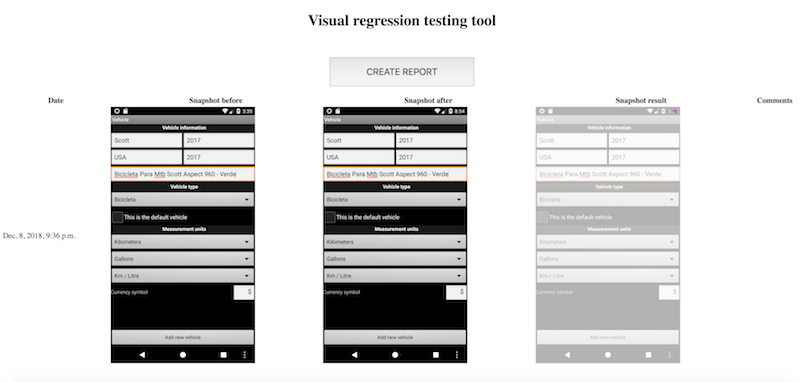 Visual regression testing tool
CREATE REPORT
Date Snapshot before Snapshot after Snapshot result Comments
Dec. 8, 2018, 9:36 p.m.
3:35
Vehicle
Vehicle information
Scott 2017
USA 2017
Bicicleta Para Mtb Scott Aspect 960 - Verde
Vehicle type
Bicicleta
This is the default vehicle
Measurement units
Kilometers
Gallons
Km / Litre
Currency symbol $
Add new vehicle
8:54
Vehicle
Vehicle information
Scott 2017
USA 2017
Bicicleta Para Mtb Scott Aspect 960 - Verde
Vehicle type
Bicicleta
This is the default vehicle
Measurement units
Kilometers
Gallons
Km / Litre
Currency symbol $
Add new vehicle
Vehicle
Vehicle information
Scott 2017
USA 2017
Bicicleta Para Mtb Scott Aspect 960 - Verde
Vehicle type
Bicicleta
This is the default vehicle
Measurement units
Kilometers
Gallons
Km / Litre
Currency symbol $
Add new vehicle